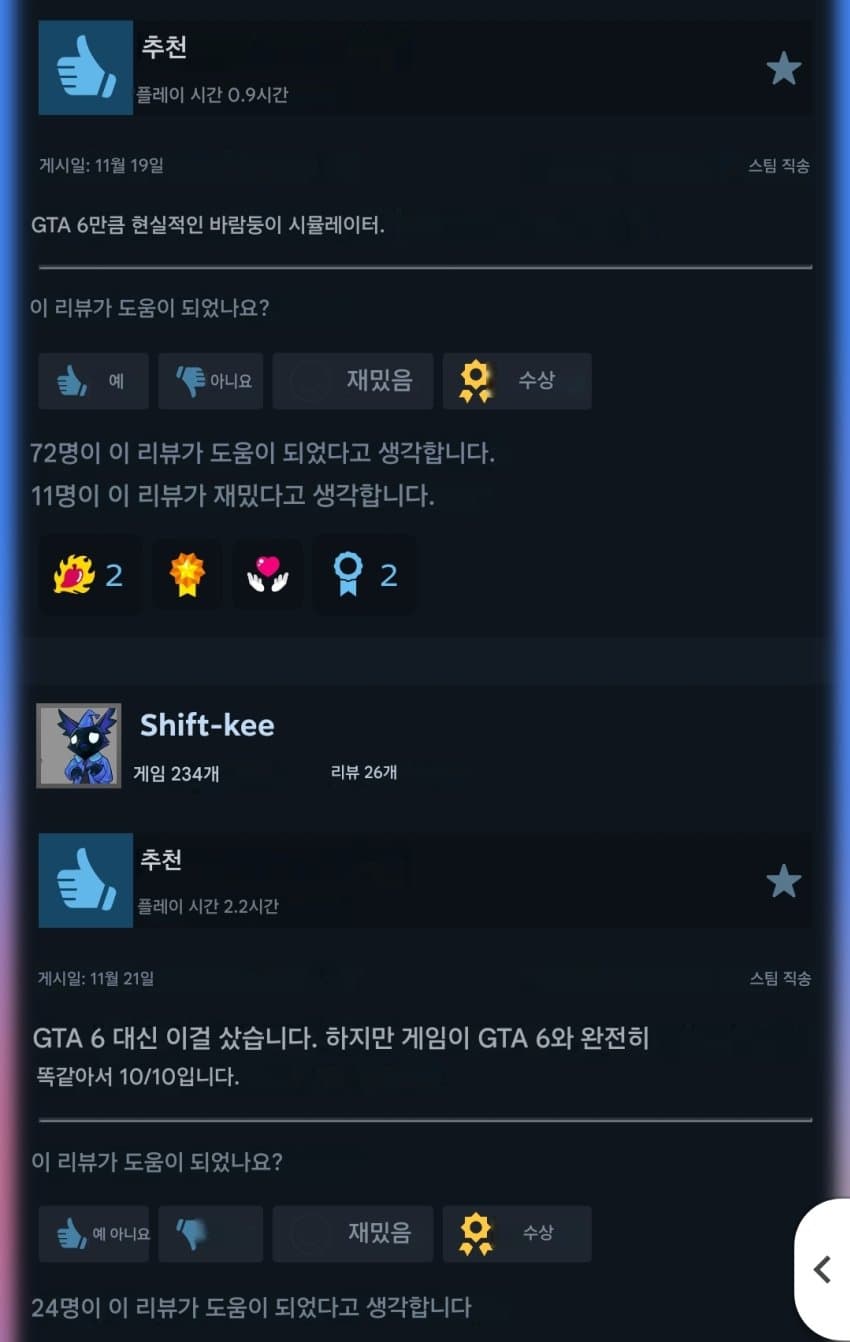 추천
플레이 시간 0.9시간
게시일: 11월 19일
스팀 직송
GTA 6만큼 현실적인 바람둥이 시뮬레이터.
이 리뷰가 도움이 되었나요?
예 아니요 재밌음 수상
72명이 이 리뷰가 도움이 되었다고 생각합니다.
11명이 이 리뷰가 재밌다고 생각합니다.
2 2
Shift-kee
게임 234개 리뷰 26개
추천
플레이 시간 2.2시간
게시일: 11월 21일
스팀 직송
GTA 6 대신 이걸 샀습니다. 하지만 게임이 GTA 6와 완전히
똑같아서 10/10입니다.
이 리뷰가 도움이 되었나요?
예 아니요 재밌음 수상
24명이 이 리뷰가 도움이 되었다고 생각합니다